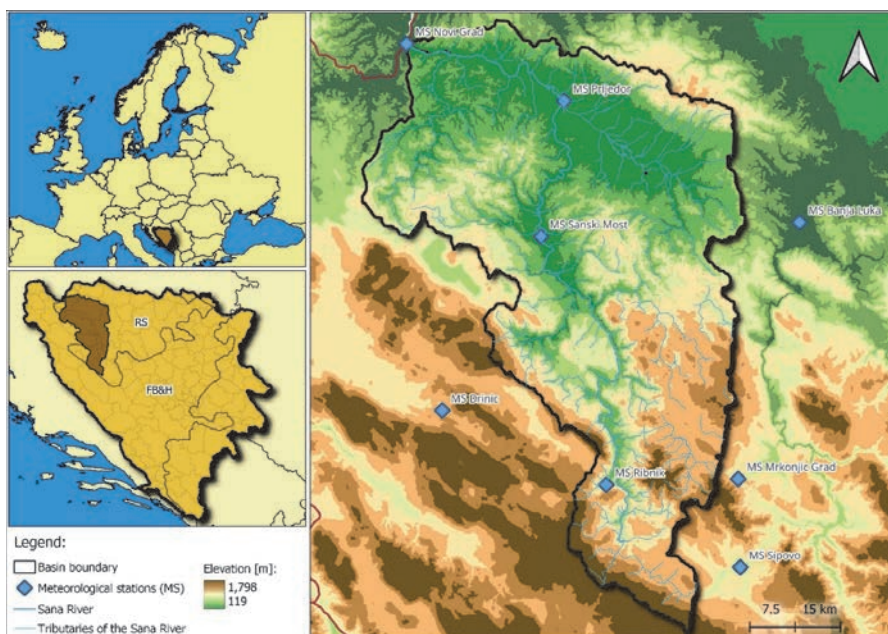 MS Novi Grad
MS Prijedor
MS Banja Luka
MS Sanski Most
RS
FB&H
MS Drinic
MS Ribnik
MS Mrkonjic Grad
MS Sipovo
Legend:
Basin boundary
Meteorological stations (MS)
Sana River
Tributaries of the Sana River
Elevation [m]:
1,798
119
7.5 15 km